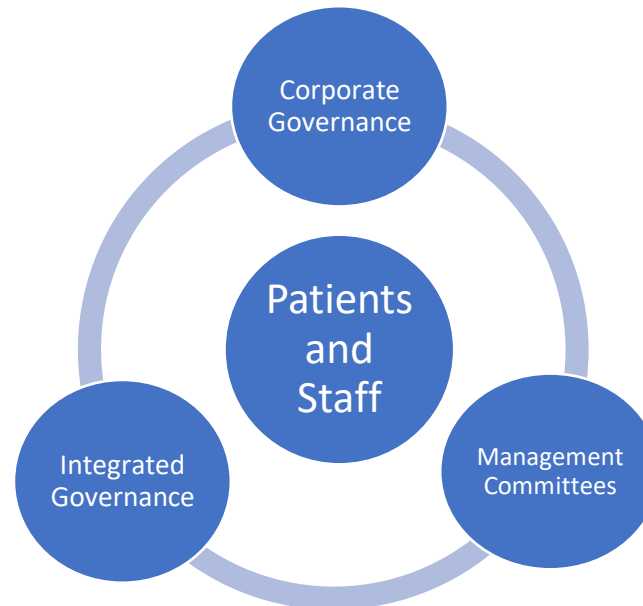 Corporate
Governance
Patients
and
Staff
Integrated
Governance
Management
Committees